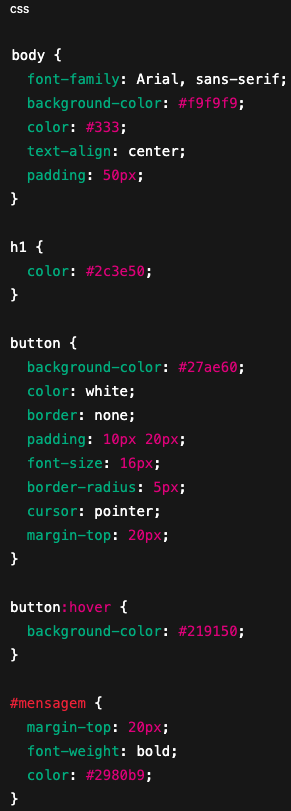 css
body {
font-family: Arial, sans-serif;
background-color: #f9f9f9;
color: #333;
text-align: center;
padding: 50px;
}
h1 {
color: #2c3e50;
}
button {
background-color: #27ae60;
color: white;
border: none;
padding: 10px 20px;
font-size: 16px;
border-radius: 5px;
cursor: pointer;
margin-top: 20px;
}
button:hover {
background-color: #219150;
}
#mensagem {
margin-top: 20px;
font-weight: bold;
color: #2980b9;
}